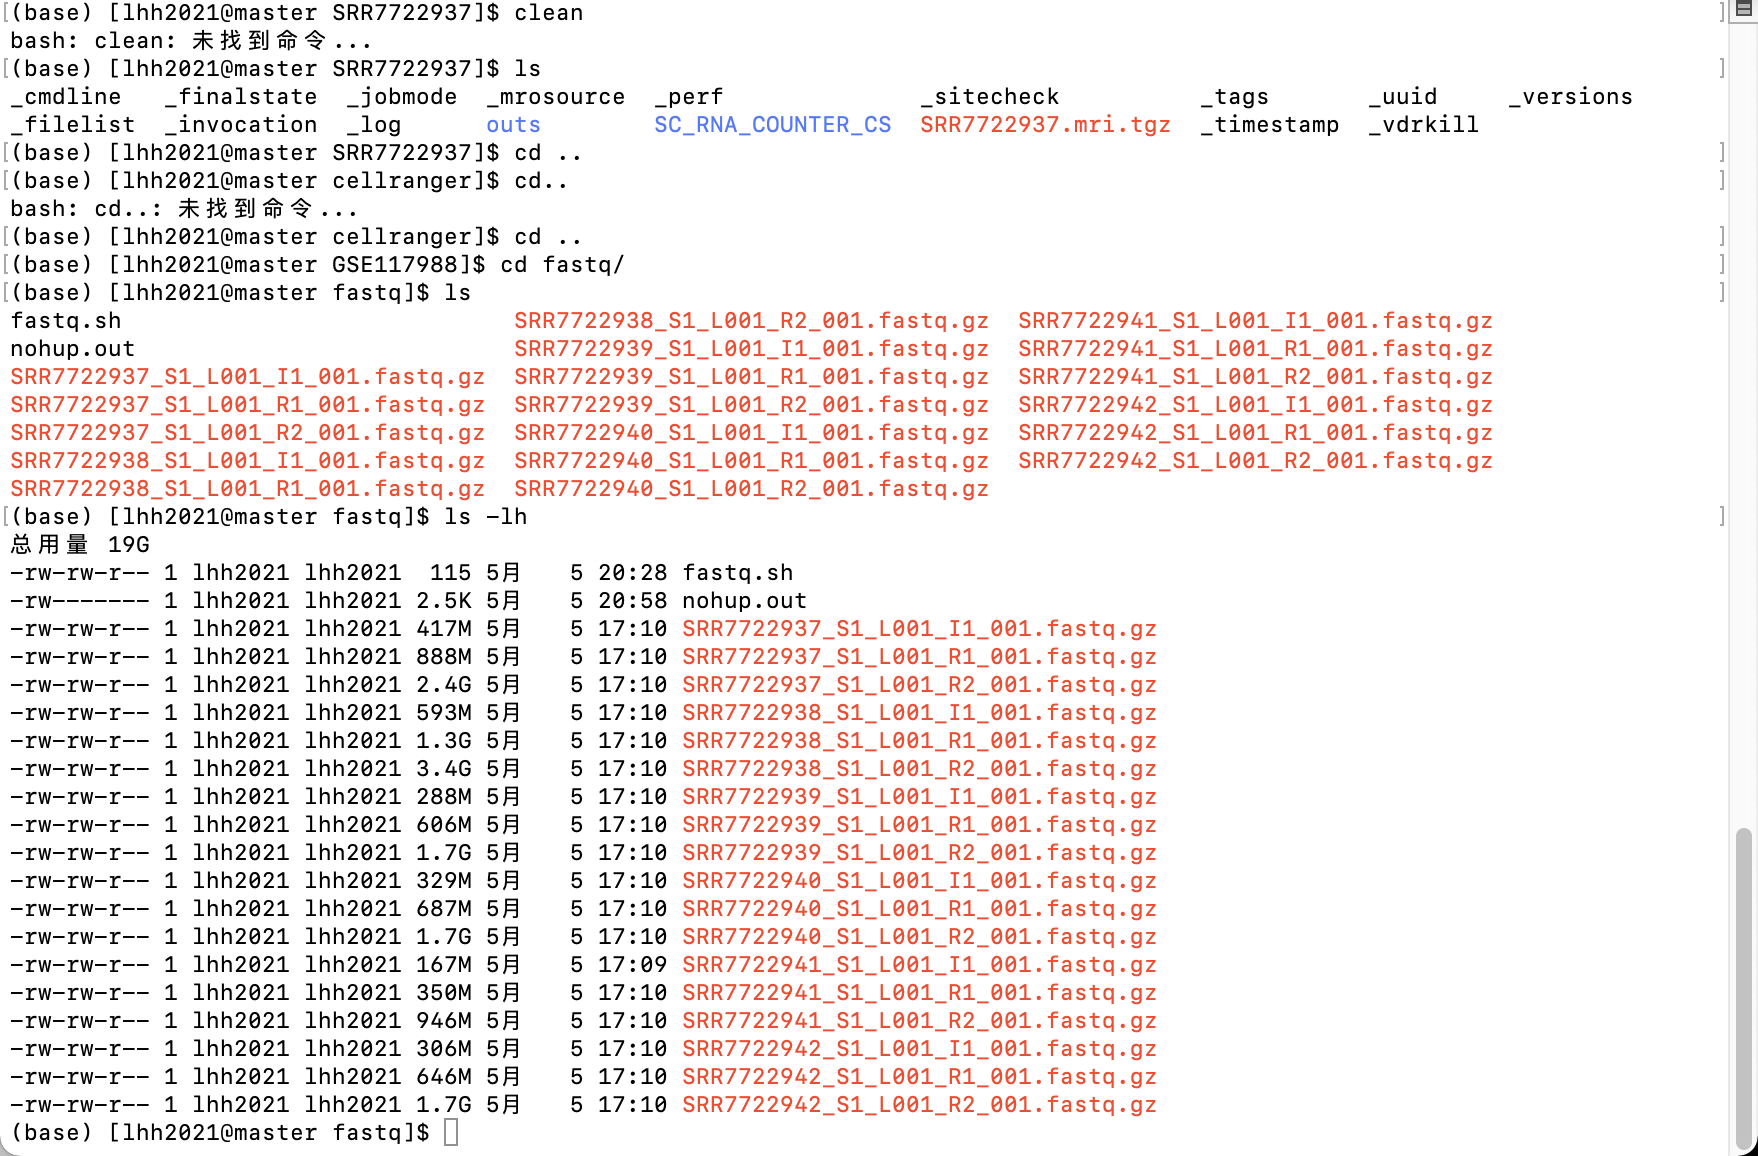 [(base) [lhh2021@master SRR7722937]$ clean ]
bash: clean: 未找到命令...
[(base) [lhh2021@master SRR7722937]$ ls ]
_cmdline _finalstate _jobmode _mrosource _perf _sitecheck _tags _uuid _versions
_filelist _invocation _log outs SC_RNA_COUNTER_CS SRR7722937.mri.tgz _timestamp _vdrkill
[(base) [lhh2021@master SRR7722937]$ cd .. ]
[(base) [lhh2021@master cellranger]$ cd.. ]
bash: cd..: 未找到命令...
[(base) [lhh2021@master cellranger]$ cd .. ]
[(base) [lhh2021@master GSE117988]$ cd fastq/ ]
[(base) [lhh2021@master fastq]$ ls ]
fastq.sh SRR7722938_S1_L001_R2_001.fastq.gz SRR7722941_S1_L001_I1_001.fastq.gz
nohup.out SRR7722939_S1_L001_I1_001.fastq.gz SRR7722941_S1_L001_R1_001.fastq.gz
SRR7722937_S1_L001_I1_001.fastq.gz SRR7722939_S1_L001_R1_001.fastq.gz SRR7722941_S1_L001_R2_001.fastq.gz
SRR7722937_S1_L001_R1_001.fastq.gz SRR7722939_S1_L001_R2_001.fastq.gz SRR7722942_S1_L001_I1_001.fastq.gz
SRR7722937_S1_L001_R2_001.fastq.gz SRR7722940_S1_L001_I1_001.fastq.gz SRR7722942_S1_L001_R1_001.fastq.gz
SRR7722938_S1_L001_I1_001.fastq.gz SRR7722940_S1_L001_R1_001.fastq.gz SRR7722942_S1_L001_R2_001.fastq.gz
SRR7722938_S1_L001_R1_001.fastq.gz SRR7722940_S1_L001_R2_001.fastq.gz
[(base) [lhh2021@master fastq]$ ls -lh ]
总用量 19G
-rw-rw-r-- 1 lhh2021 lhh2021 115 5月 5 20:28 fastq.sh
-rw------- 1 lhh2021 lhh2021 2.5K 5月 5 20:58 nohup.out
-rw-rw-r-- 1 lhh2021 lhh2021 417M 5月 5 17:10 SRR7722937_S1_L001_I1_001.fastq.gz
-rw-rw-r-- 1 lhh2021 lhh2021 888M 5月 5 17:10 SRR7722937_S1_L001_R1_001.fastq.gz
-rw-rw-r-- 1 lhh2021 lhh2021 2.4G 5月 5 17:10 SRR7722937_S1_L001_R2_001.fastq.gz
-rw-rw-r-- 1 lhh2021 lhh2021 593M 5月 5 17:10 SRR7722938_S1_L001_I1_001.fastq.gz
-rw-rw-r-- 1 lhh2021 lhh2021 1.3G 5月 5 17:10 SRR7722938_S1_L001_R1_001.fastq.gz
-rw-rw-r-- 1 lhh2021 lhh2021 3.4G 5月 5 17:10 SRR7722938_S1_L001_R2_001.fastq.gz
-rw-rw-r-- 1 lhh2021 lhh2021 288M 5月 5 17:10 SRR7722939_S1_L001_I1_001.fastq.gz
-rw-rw-r-- 1 lhh2021 lhh2021 606M 5月 5 17:10 SRR7722939_S1_L001_R1_001.fastq.gz
-rw-rw-r-- 1 lhh2021 lhh2021 1.7G 5月 5 17:10 SRR7722939_S1_L001_R2_001.fastq.gz
-rw-rw-r-- 1 lhh2021 lhh2021 329M 5月 5 17:10 SRR7722940_S1_L001_I1_001.fastq.gz
-rw-rw-r-- 1 lhh2021 lhh2021 687M 5月 5 17:10 SRR7722940_S1_L001_R1_001.fastq.gz
-rw-rw-r-- 1 lhh2021 lhh2021 1.7G 5月 5 17:10 SRR7722940_S1_L001_R2_001.fastq.gz
-rw-rw-r-- 1 lhh2021 lhh2021 167M 5月 5 17:09 SRR7722941_S1_L001_I1_001.fastq.gz
-rw-rw-r-- 1 lhh2021 lhh2021 350M 5月 5 17:10 SRR7722941_S1_L001_R1_001.fastq.gz
-rw-rw-r-- 1 lhh2021 lhh2021 946M 5月 5 17:10 SRR7722941_S1_L001_R2_001.fastq.gz
-rw-rw-r-- 1 lhh2021 lhh2021 306M 5月 5 17:10 SRR7722942_S1_L001_I1_001.fastq.gz
-rw-rw-r-- 1 lhh2021 lhh2021 646M 5月 5 17:10 SRR7722942_S1_L001_R1_001.fastq.gz
-rw-rw-r-- 1 lhh2021 lhh2021 1.7G 5月 5 17:10 SRR7722942_S1_L001_R2_001.fastq.gz
(base) [lhh2021@master fastq]$